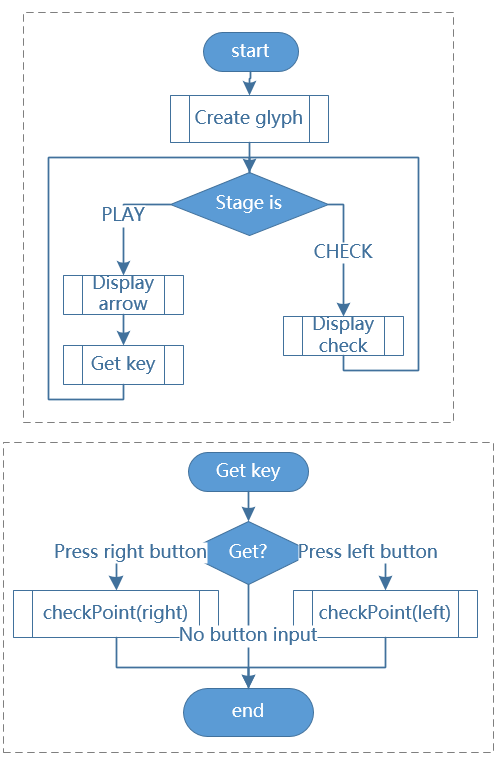 start
Create glyph
Stage is
PLAY
CHECK
Display
arrow
Display
check
Get key
Get key
Get?
Press right button
Press left button
checkPoint(right)
checkPoint(left)
No button input
end